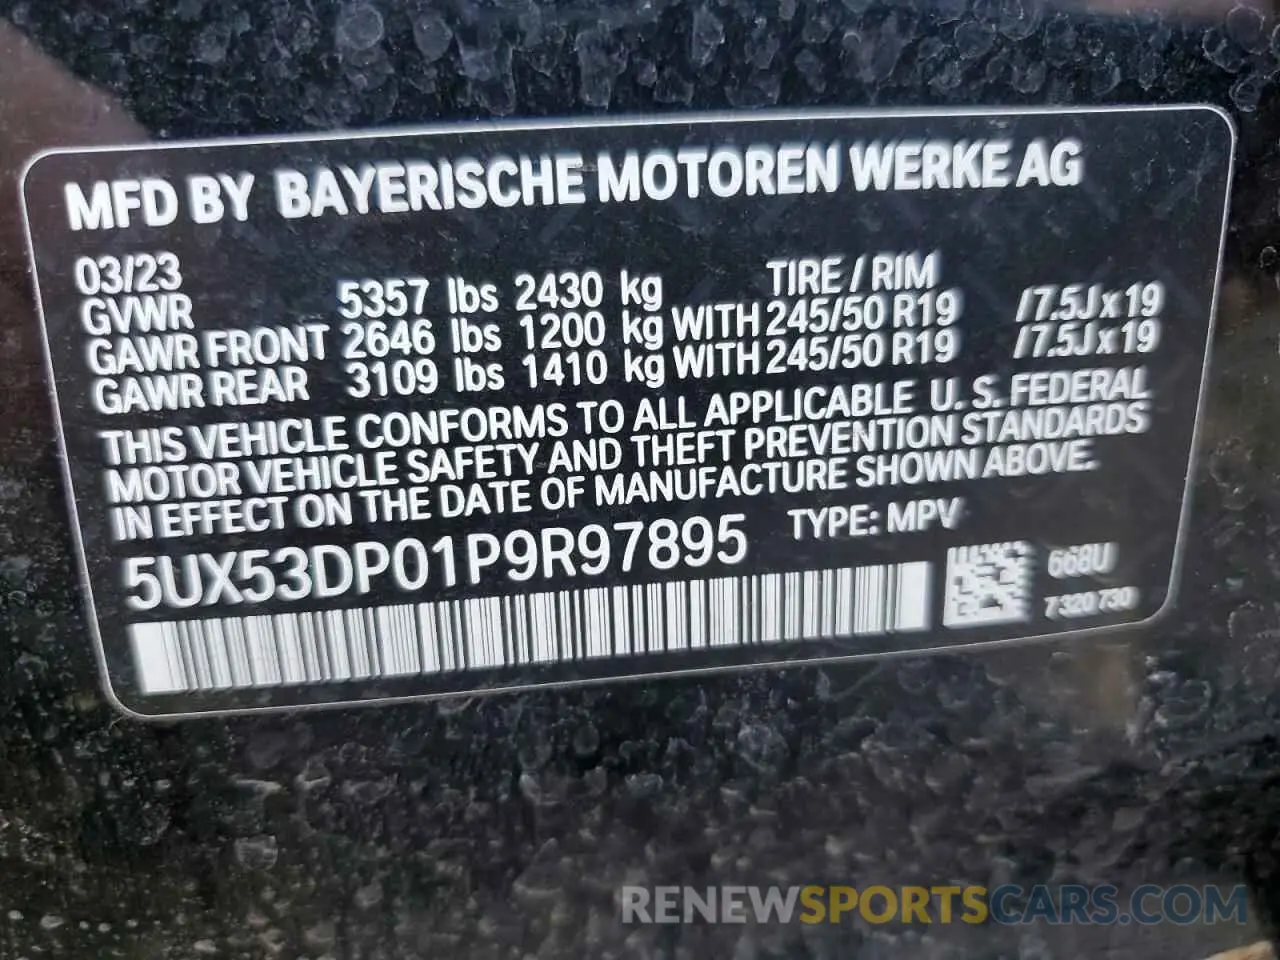 MFD BY BAYERISCHE MOTOREN WERKE AG
03/23 TIRE / RIM
GVWR 5357 lbs 2430 kg
GAWR FRONT 2646 lbs 1200 kg WITH 245/50 R19 / 7.5J x 19
GAWR REAR 3109 lbs 1410 kg WITH 245/50 R19 / 7.5J x 19
THIS VEHICLE CONFORMS TO ALL APPLICABLE U. S. FEDERAL
MOTOR VEHICLE SAFETY AND THEFT PREVENTION STANDARDS
IN EFFECT ON THE DATE OF MANUFACTURE SHOWN ABOVE.
5UX53DP01P9R97895 TYPE: MPV
668U
7 320 730
RENEWSPORTSCARS.COM